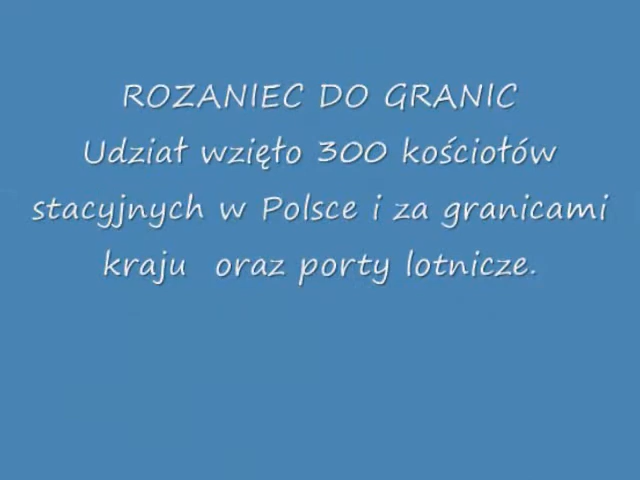 ROZANIEC DO GRANIC
Udział wzięło 300 kościołów
stacyjnych w Polsce i za granicami
kraju oraz porty lotnicze.